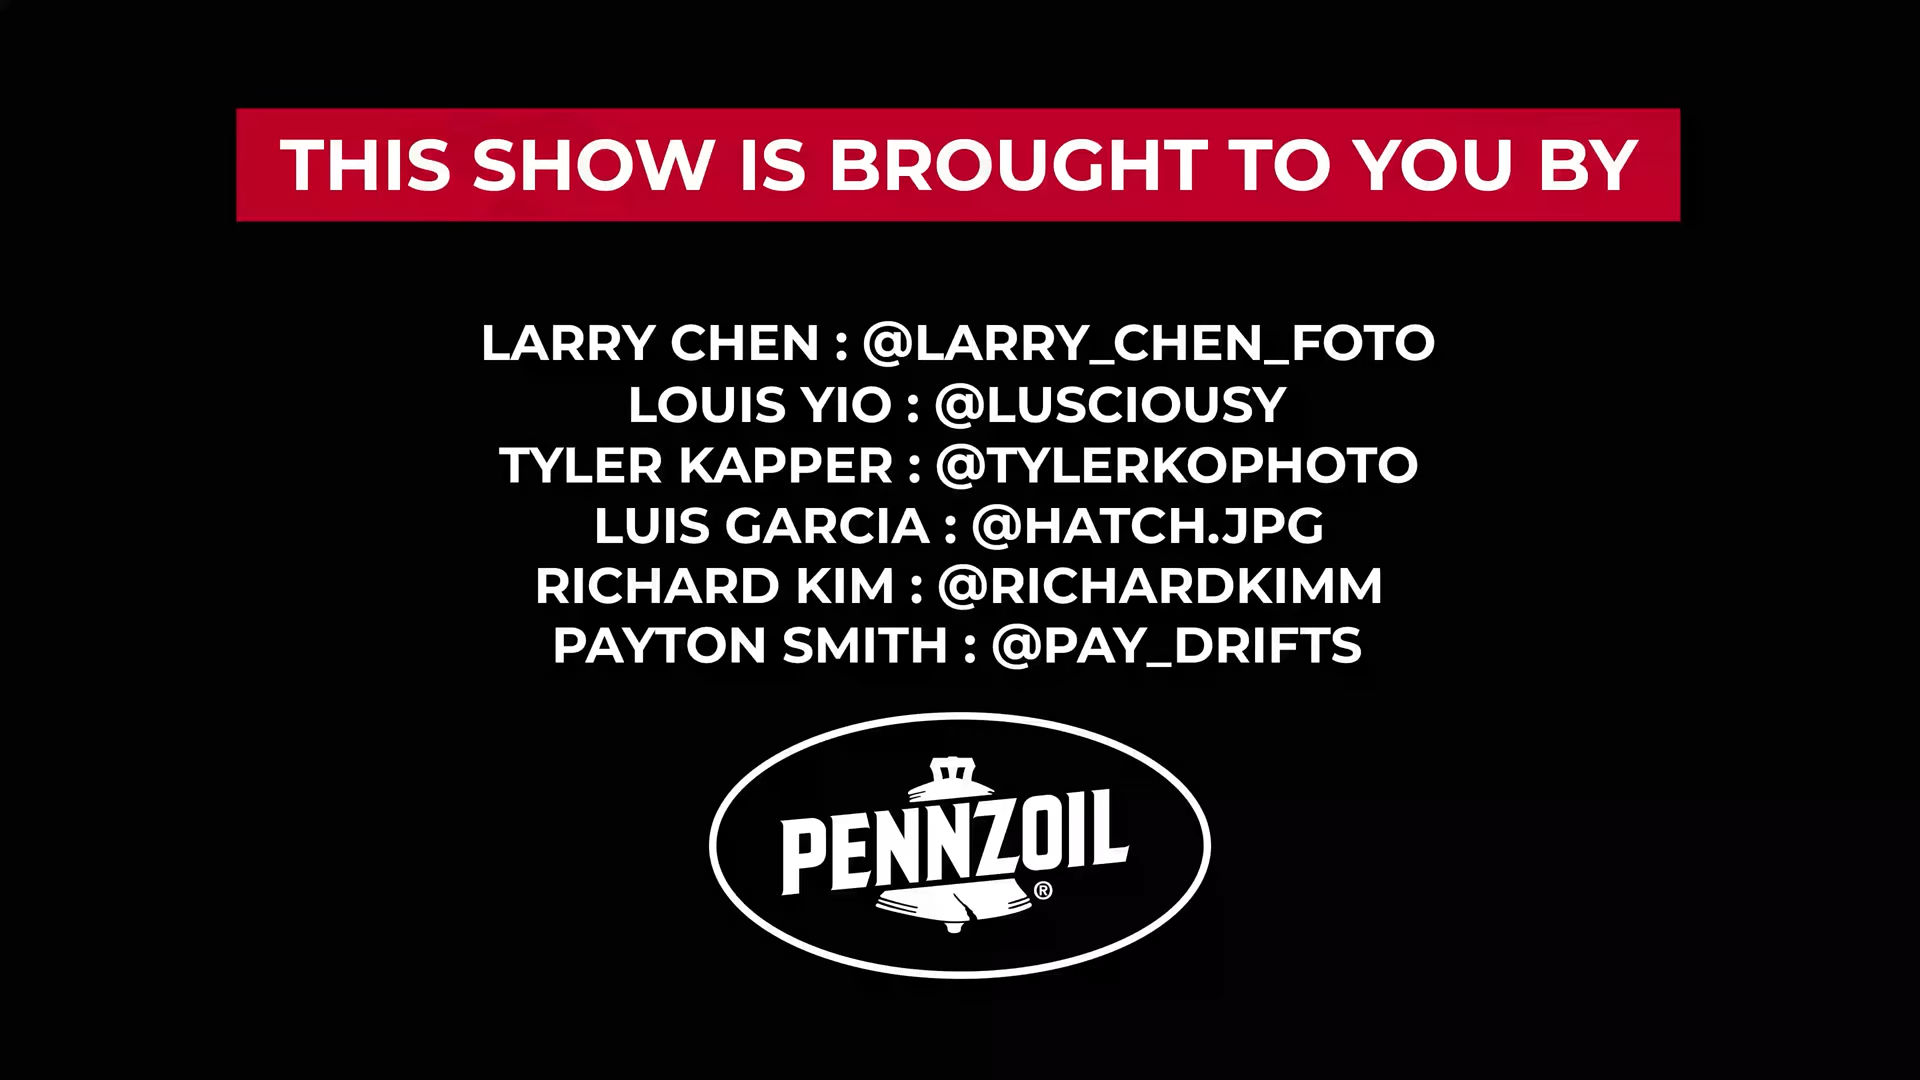 THIS SHOW IS BROUGHT TO YOU BY
LARRY CHEN : @LARRY_CHEN_FOTO
LOUIS YIO : @LUSCIOUSY
TYLER KAPPER : @TYLERKOPHOTO
LUIS GARCIA : @HATCH.JPG
RICHARD KIM : @RICHARDKIMM
PAYTON SMITH : @PAY_DRIFTS
PENNZOIL
®